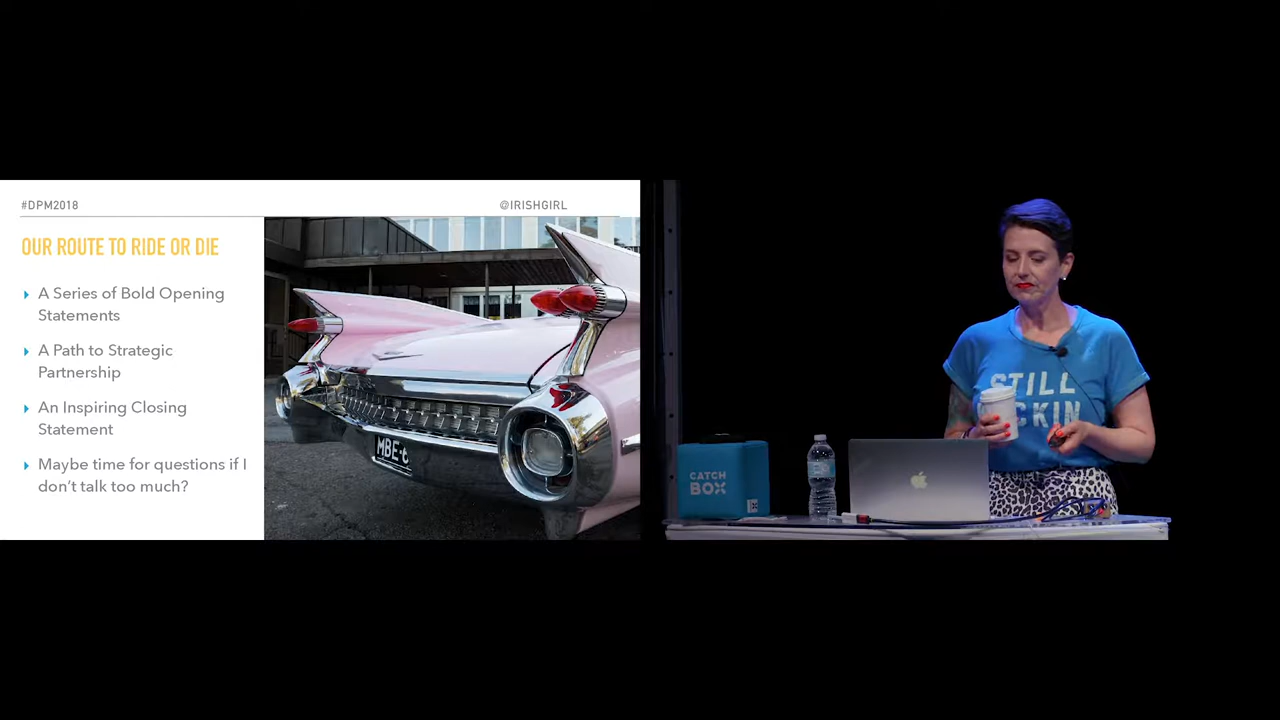 #DPM2018
@IRISHGIRL
OUR ROUTE TO RIDE OR DIE
A Series of Bold Opening
Statements
A Path to Strategic
Partnership
An Inspiring Closing
Statement
Maybe time for questions if I
don't talk too much?
CATCH
BOX
STILL